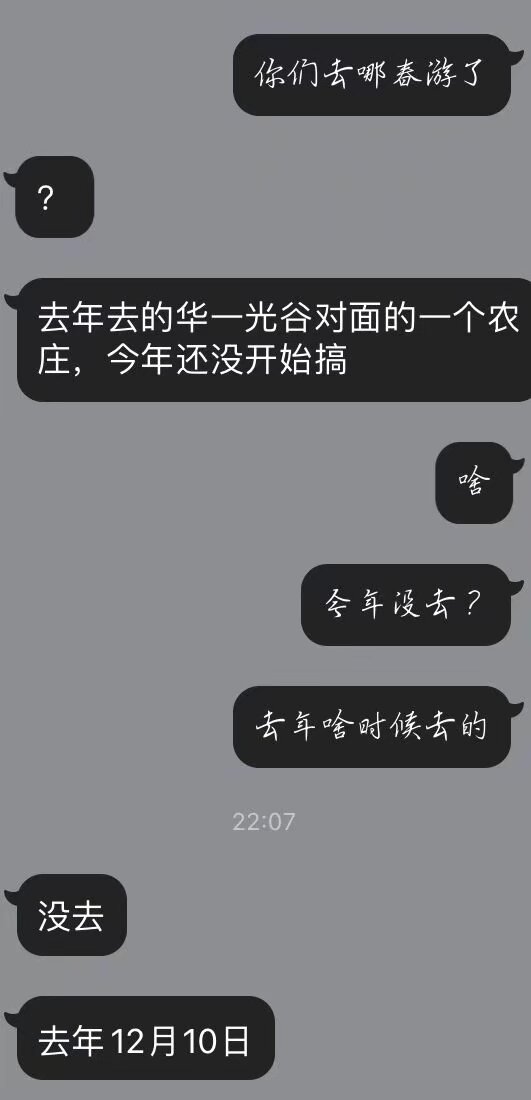 你们去哪春游了
?
去年去的华一光谷对面的一个农
庄，今年还没开始搞
啥
今年没去？
去年啥时候去的
22:07
没去
去年12月10日